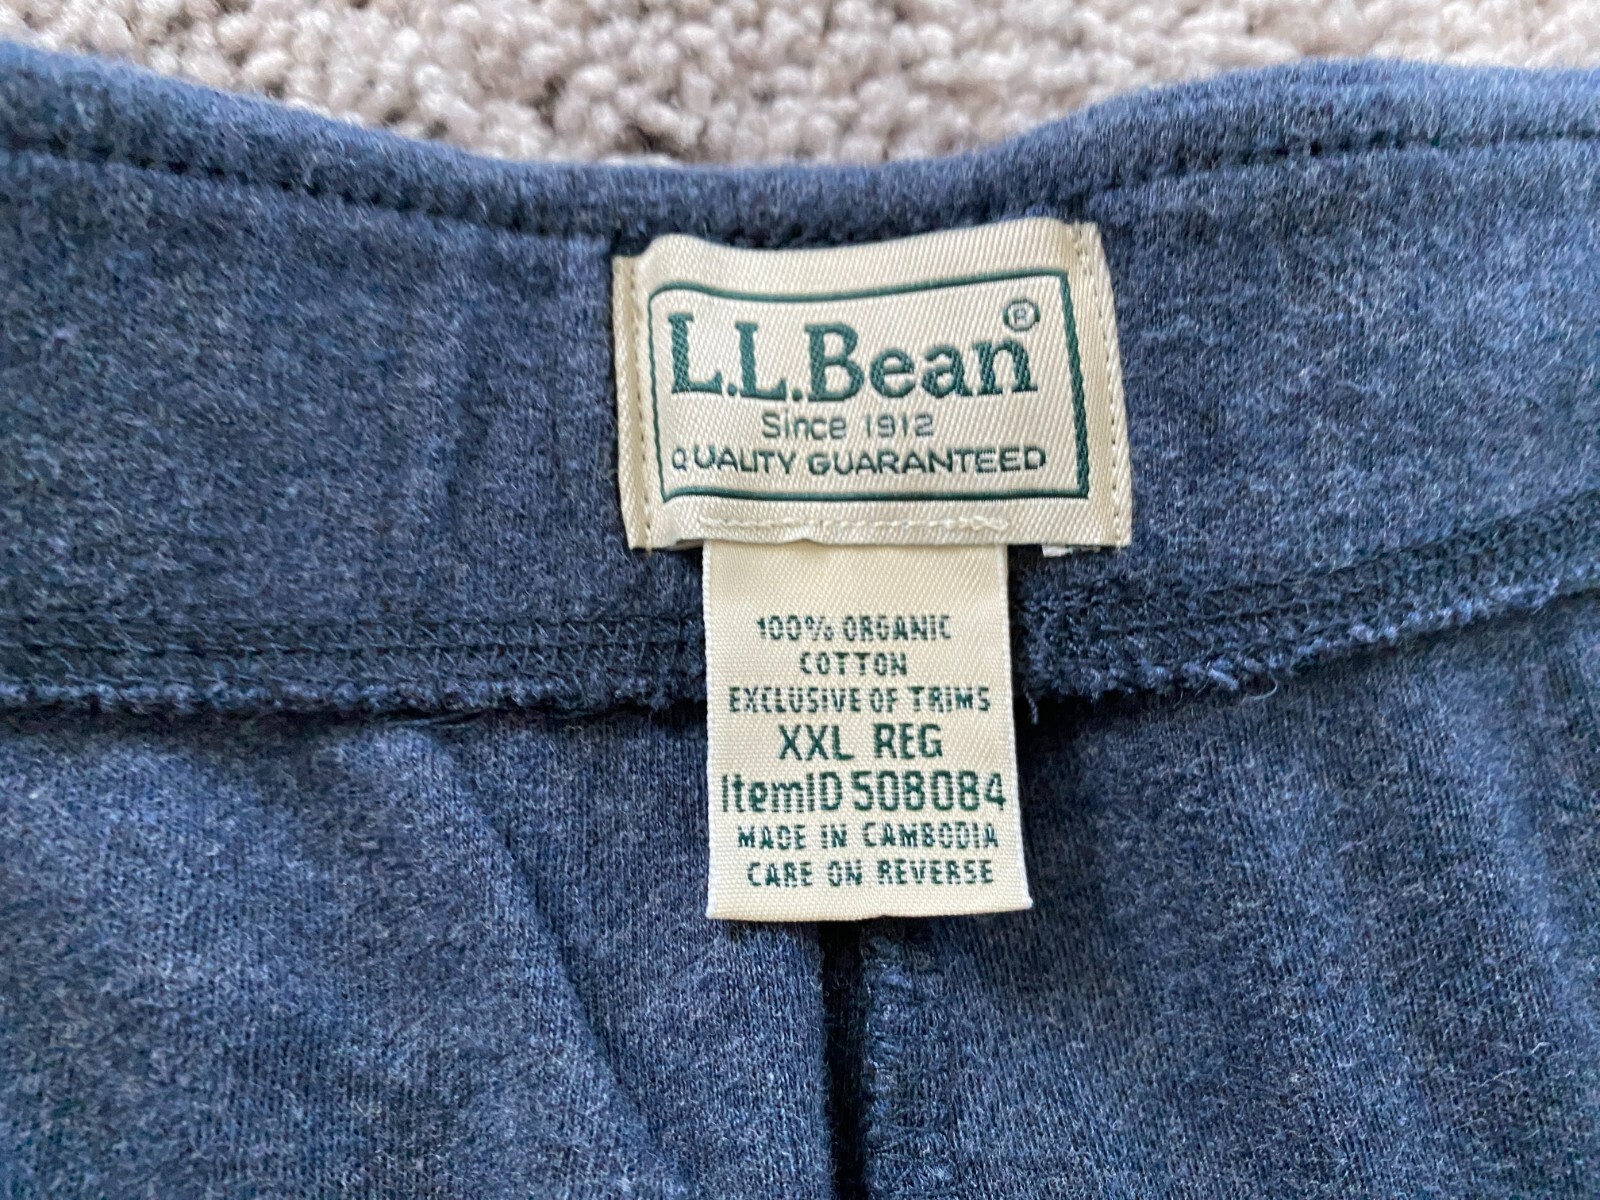 L.L.Bean®
Since 1912
QUALITY GUARANTEED
100% ORGANIC
COTTON
EXCLUSIVE OF TRIMS
XXL REG
ItemID 508084
MADE IN CAMBODIA
CARE ON REVERSE